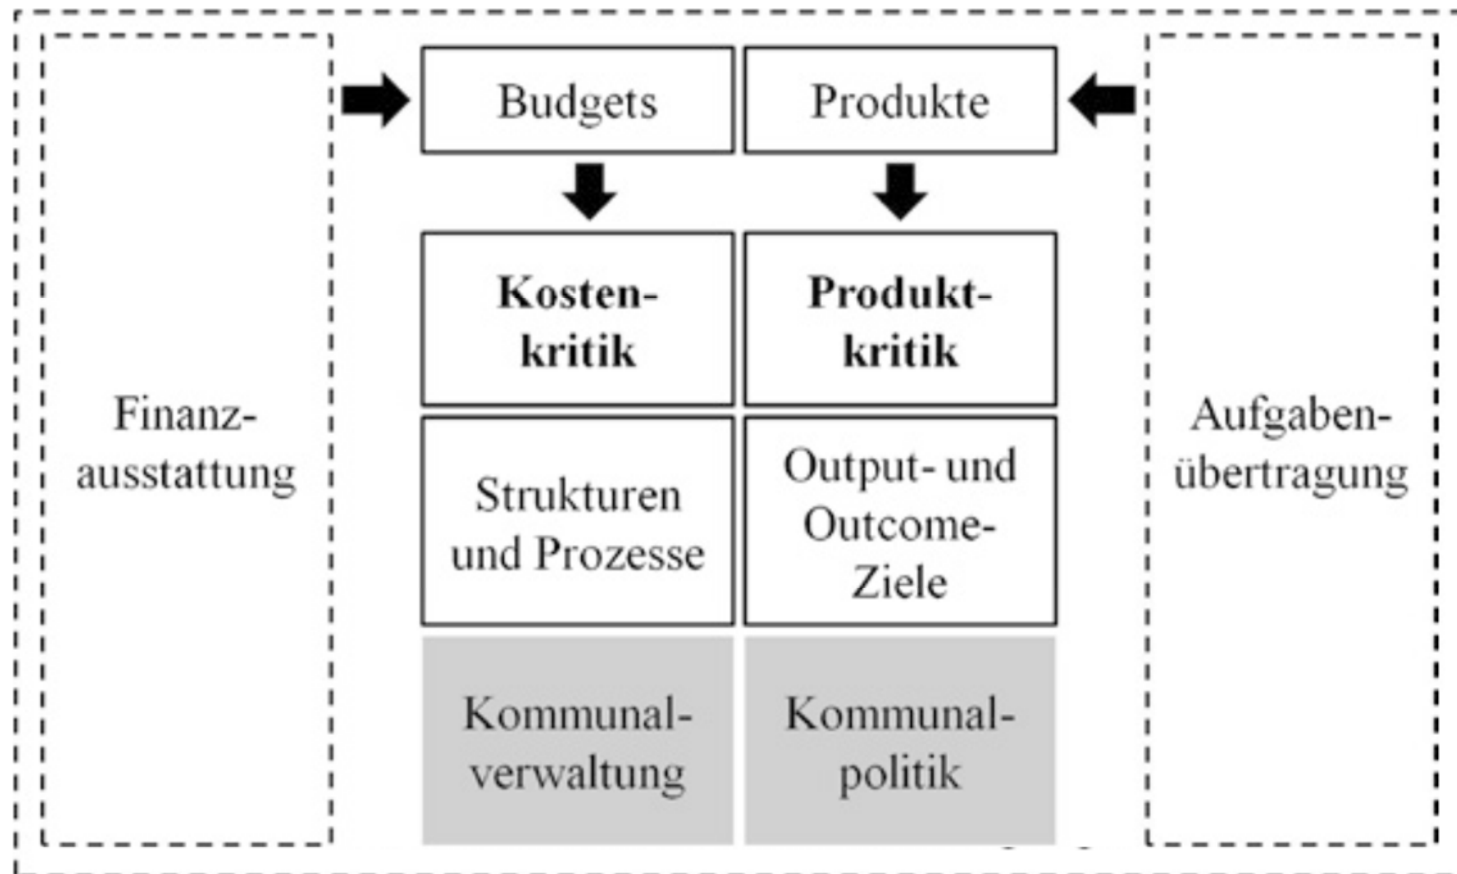 Budgets
Produkte
Kosten-
kritik
Produkt-
kritik
Finanz-
ausstattung
Strukturen
und Prozesse
Output- und
Outcome-
Ziele
Aufgaben-
übertragung
Kommunal-
verwaltung
Kommunal-
politik